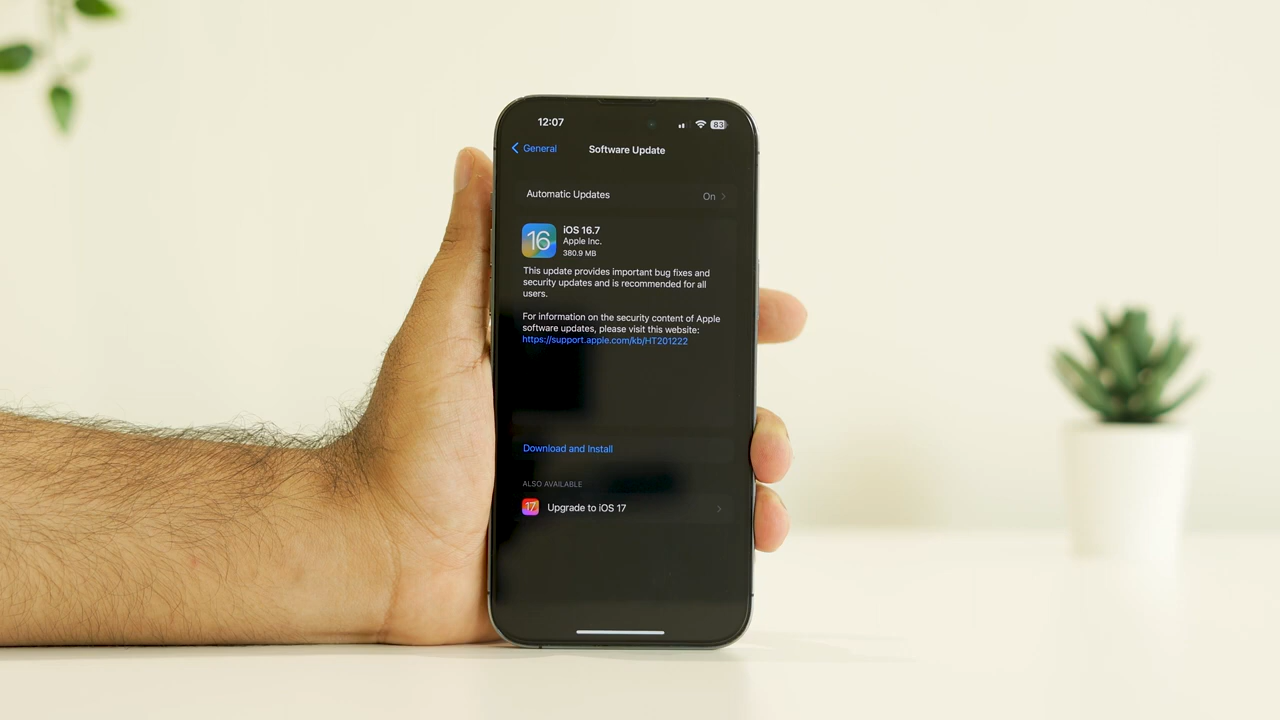 12:07
83
General
Software Update
Automatic Updates
On
16
iOS 16.7
Apple Inc.
380.9 MB
This update provides important bug fixes and
security updates and is recommended for all
users.
For information on the security content of Apple
software updates, please visit this website:
https://support.apple.com/kb/HT201222
Download and Install
ALSO AVAILABLE
17
Upgrade to iOS 17